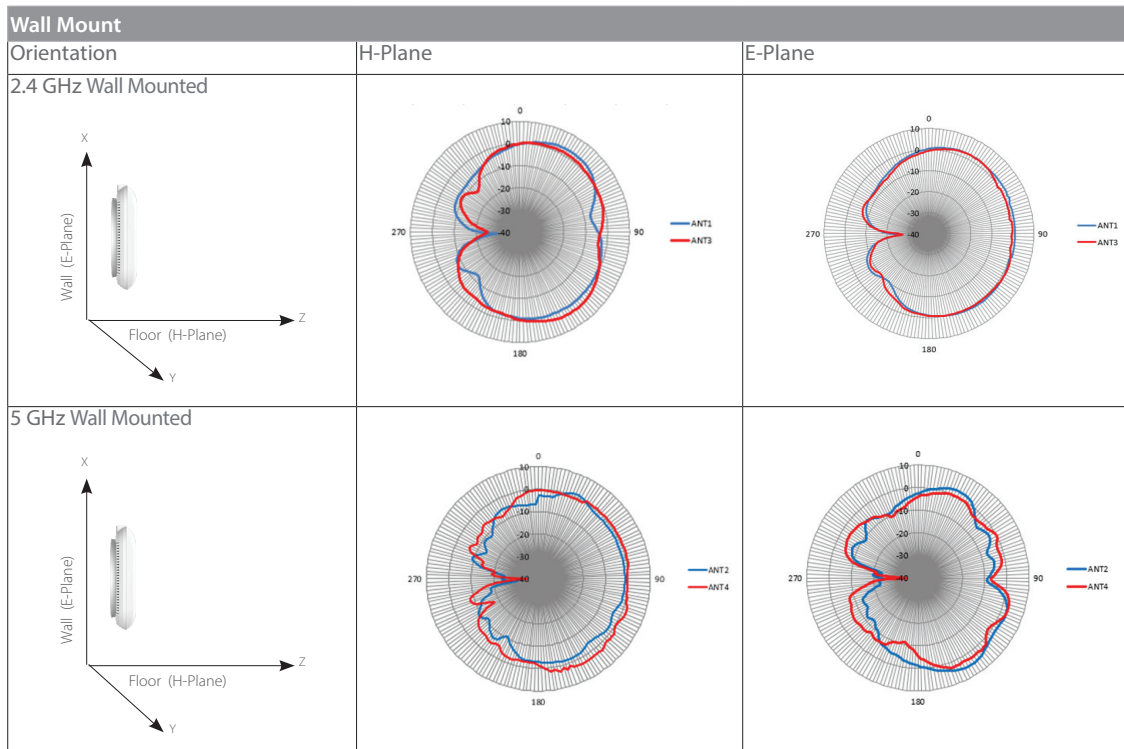 Wall Mount
Orientation
H-Plane
E-Plane
2.4 GHz Wall Mounted
X
Wall (E-Plane)
Z
Floor (H-Plane)
Y
0
10
0
-10
-20
-30
-40
270
90
180
ANT1
ANT3
0
10
0
-10
-20
-30
-40
270
90
180
ANT1
ANT3
5 GHz Wall Mounted
X
Wall (E-Plane)
Z
Floor (H-Plane)
Y
0
10
0
-10
-20
-30
-40
270
90
180
ANT2
ANT4
0
10
0
-10
-20
-30
-40
270
90
180
ANT2
ANT4